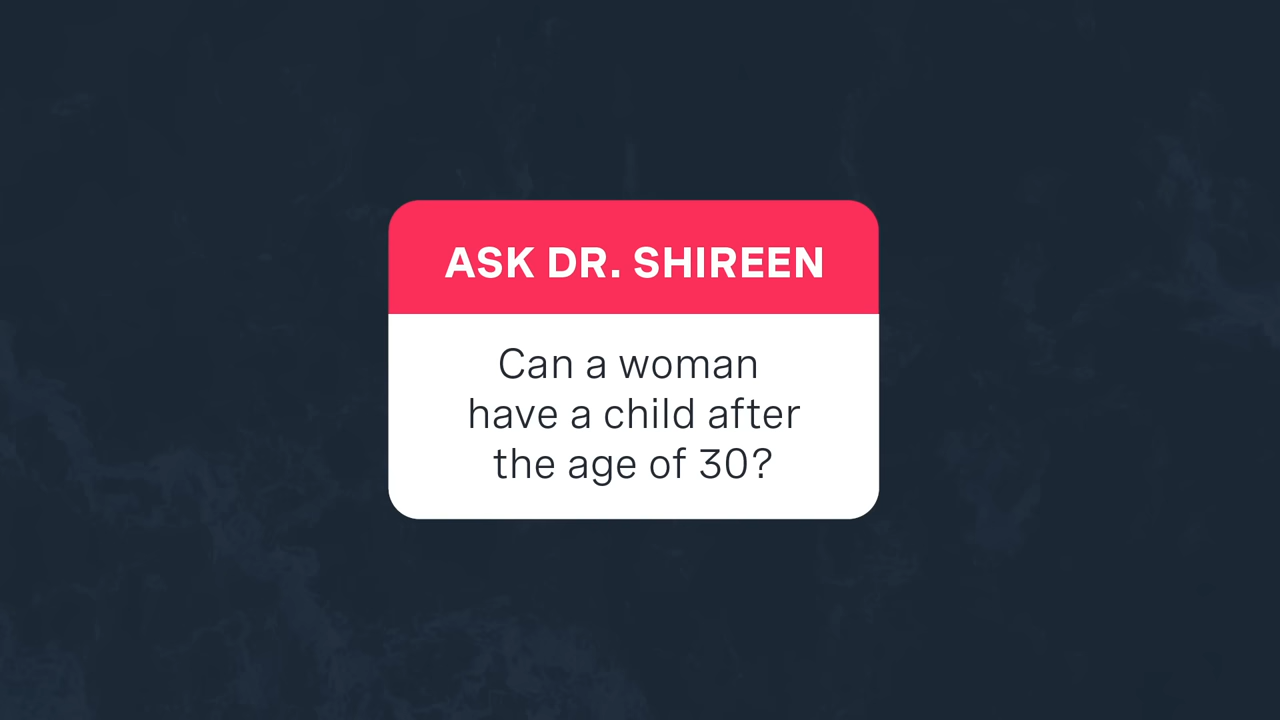 ASK DR. SHIREEN
Can a woman
have a child after
the age of 30?